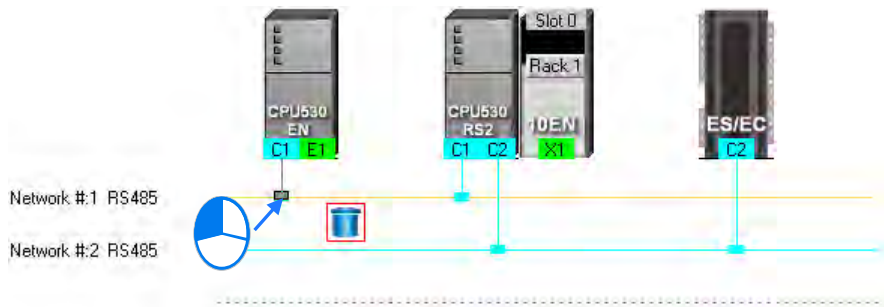 Slot 0
Rack 1
CPU530
EN
C1 E1
CPU530
RS2
C1 C2
10EN
X1
ES/EC
C2
Network #:1 RS485
Network #:2 RS485